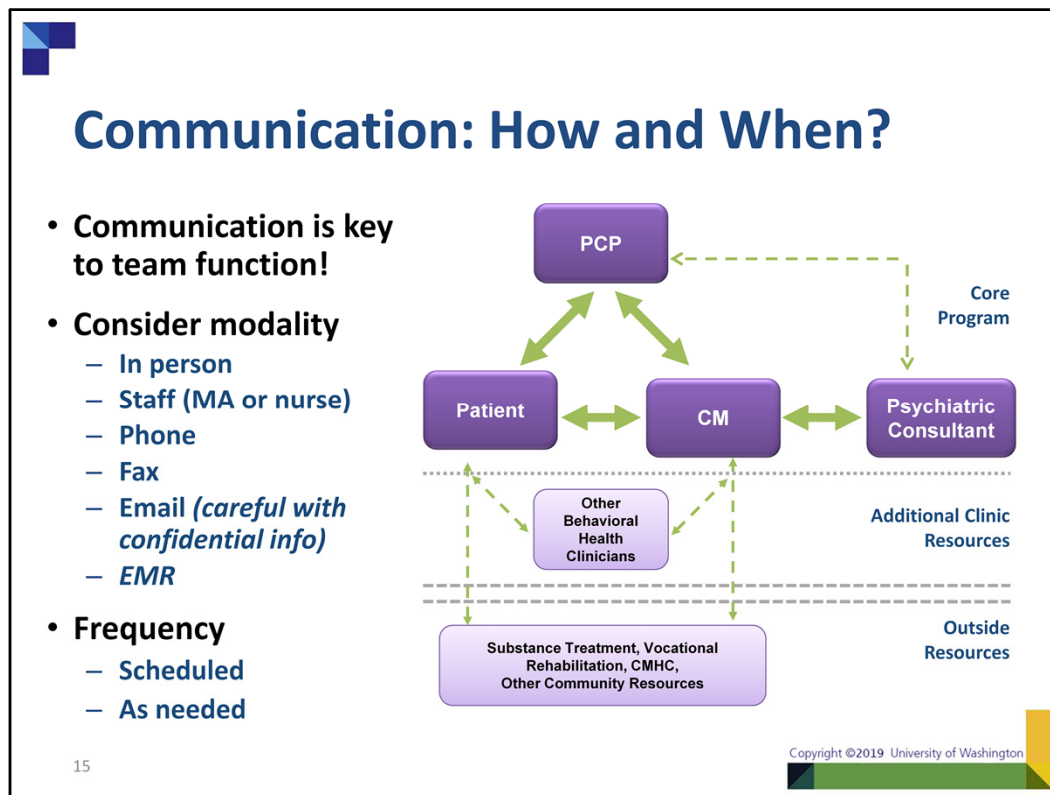 Communication: How and When?
• Communication is key
to team function!
• Consider modality
– In person
– Staff (MA or nurse)
– Phone
– Fax
– Email (careful with
confidential info)
– EMR
• Frequency
– Scheduled
– As needed
PCP
Core
Program
Patient
CM
Psychiatric
Consultant
Other
Behavioral
Health
Clinicians
Additional Clinic
Resources
Substance Treatment, Vocational
Rehabilitation, CMHC,
Other Community Resources
Outside
Resources
15
Copyright ©2019 University of Washington